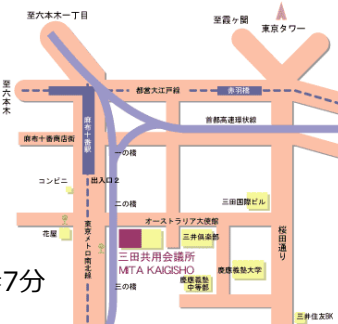 至六本木一丁目
至霞ヶ関
東京タワー
至六本木
都営大江戸線
赤羽橋
首都高速環状線
麻布十番商店街
麻布十番駅
一の橋
コンビニ
出入口2
二の橋
三田国際ビル
オーストラリア大使館
花屋
東京メトロ南北線
三井倶楽部
桜田通り
三田共用会議所
MITA KAIGISHO
慶應義塾大学
慶應義塾
中等部
三の橋
7分
三井住友BK